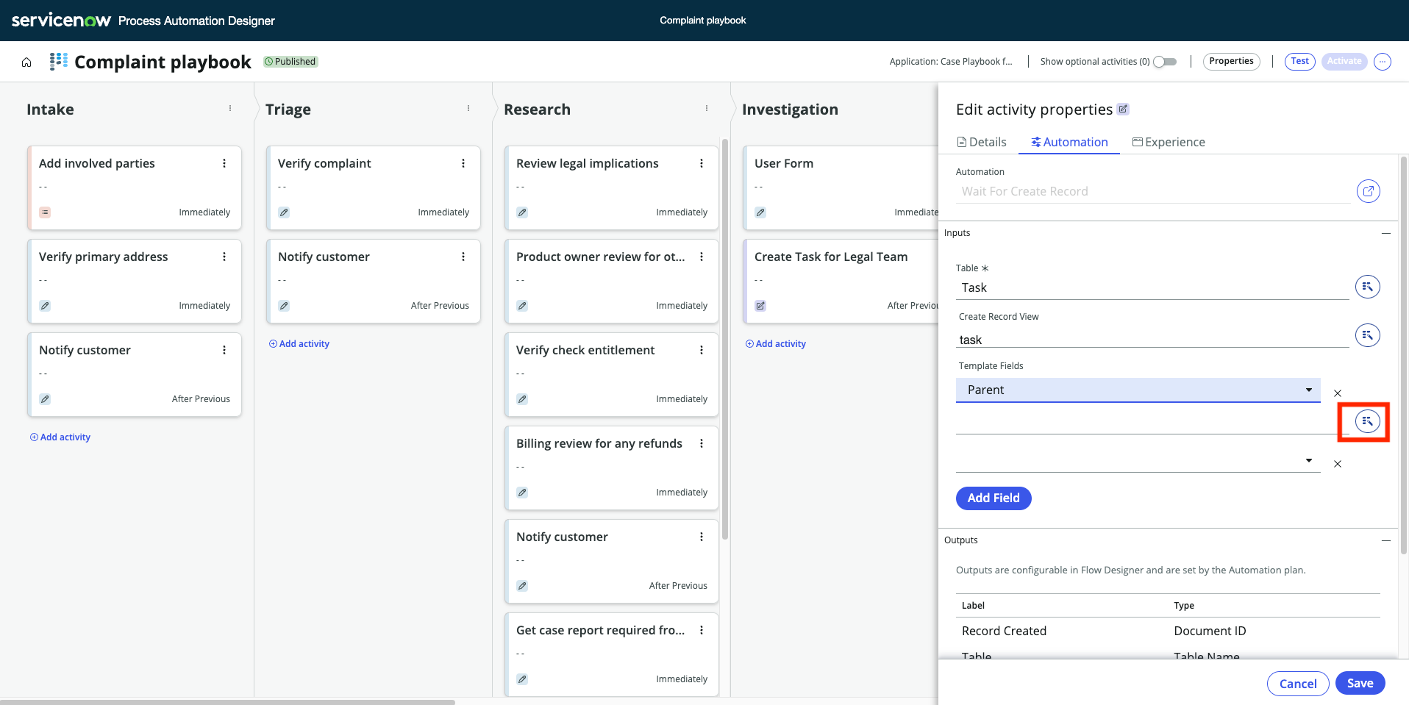 servicenow Process Automation Designer
Complaint playbook
Complaint playbook
Published
Application: Case Playbook f...
Show optional activities (0)
Properties
Test
Activate
Intake
Add involved parties
--
Immediately
Verify primary address
--
Immediately
Notify customer
--
After Previous
Add activity
Triage
Verify complaint
--
Immediately
Notify customer
--
After Previous
Add activity
Research
Review legal implications
--
Immediately
Product owner review for ot...
--
Immediately
Verify check entitlement
--
Immediately
Billing review for any refunds
--
Immediately
Notify customer
--
After Previous
Get case report required fro...
--
Immediately
Investigation
User Form
--
Immediate
Create Task for Legal Team
--
After Previou
Add activity
Edit activity properties
Details
Automation
Experience
Automation
Wait For Create Record
Inputs
Table *
Task
Create Record View
task
Template Fields
Parent
Add Field
Outputs
Outputs are configurable in Flow Designer and are set by the Automation plan.
Label Type
Record Created Document ID
Table Table Name
Cancel
Save